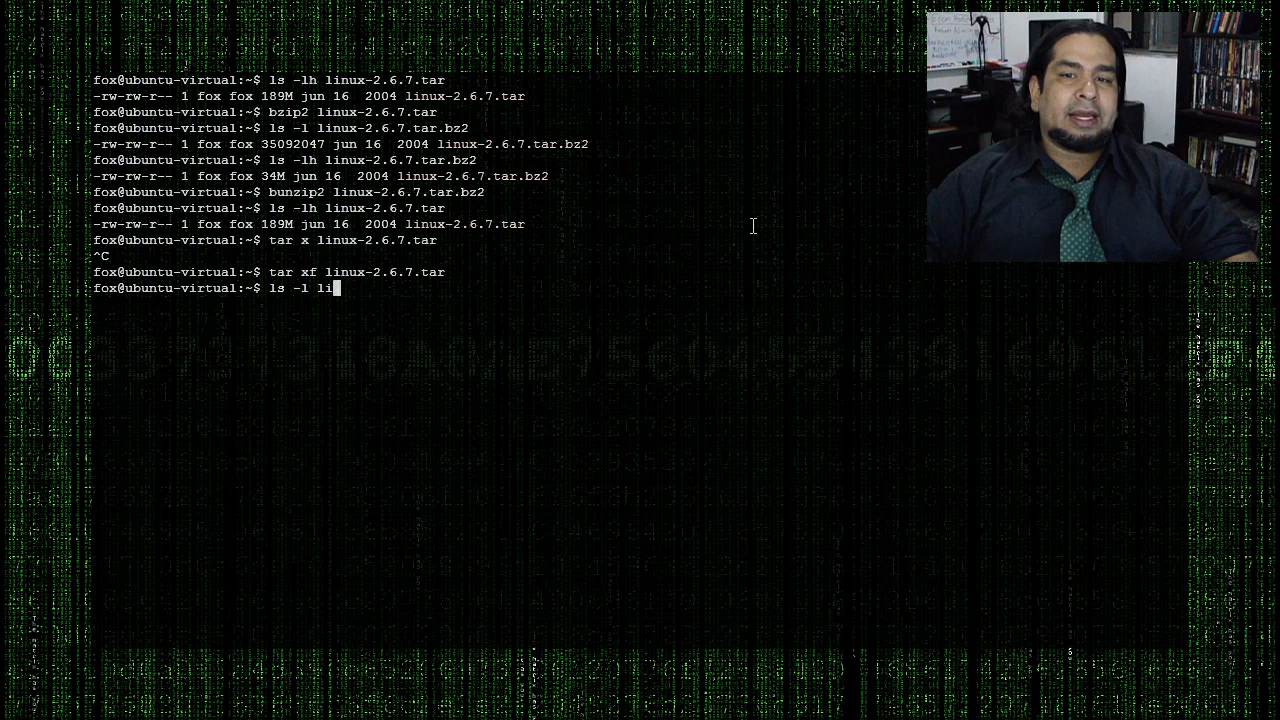 fox@ubuntu-virtual:~$ ls -lh linux-2.6.7.tar
-rw-rw-r-- 1 fox fox 189M jun 16  2004 linux-2.6.7.tar
fox@ubuntu-virtual:~$ bzip2 linux-2.6.7.tar
fox@ubuntu-virtual:~$ ls -l linux-2.6.7.tar.bz2
-rw-rw-r-- 1 fox fox 35092047 jun 16  2004 linux-2.6.7.tar.bz2
fox@ubuntu-virtual:~$ ls -lh linux-2.6.7.tar.bz2
-rw-rw-r-- 1 fox fox 34M jun 16  2004 linux-2.6.7.tar.bz2
fox@ubuntu-virtual:~$ bunzip2 linux-2.6.7.tar.bz2
fox@ubuntu-virtual:~$ ls -lh linux-2.6.7.tar
-rw-rw-r-- 1 fox fox 189M jun 16  2004 linux-2.6.7.tar
fox@ubuntu-virtual:~$ tar x linux-2.6.7.tar
^C
fox@ubuntu-virtual:~$ tar xf linux-2.6.7.tar
fox@ubuntu-virtual:~$ ls -l li